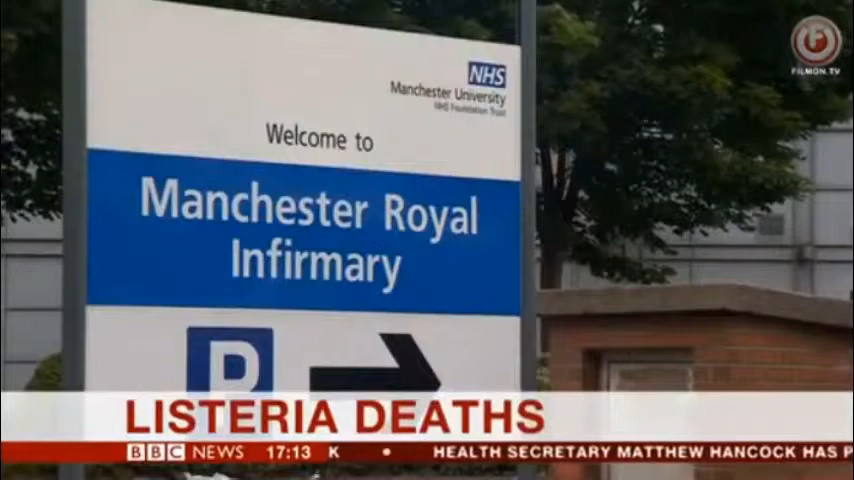 FILMON.TV
NHS
Manchester University
NHS Foundation Trust
Welcome to
Manchester Royal
Infirmary
P
LISTERIA DEATHS
BBC NEWS 17:13 K • HEALTH SECRETARY MATTHEW HANCOCK HAS P